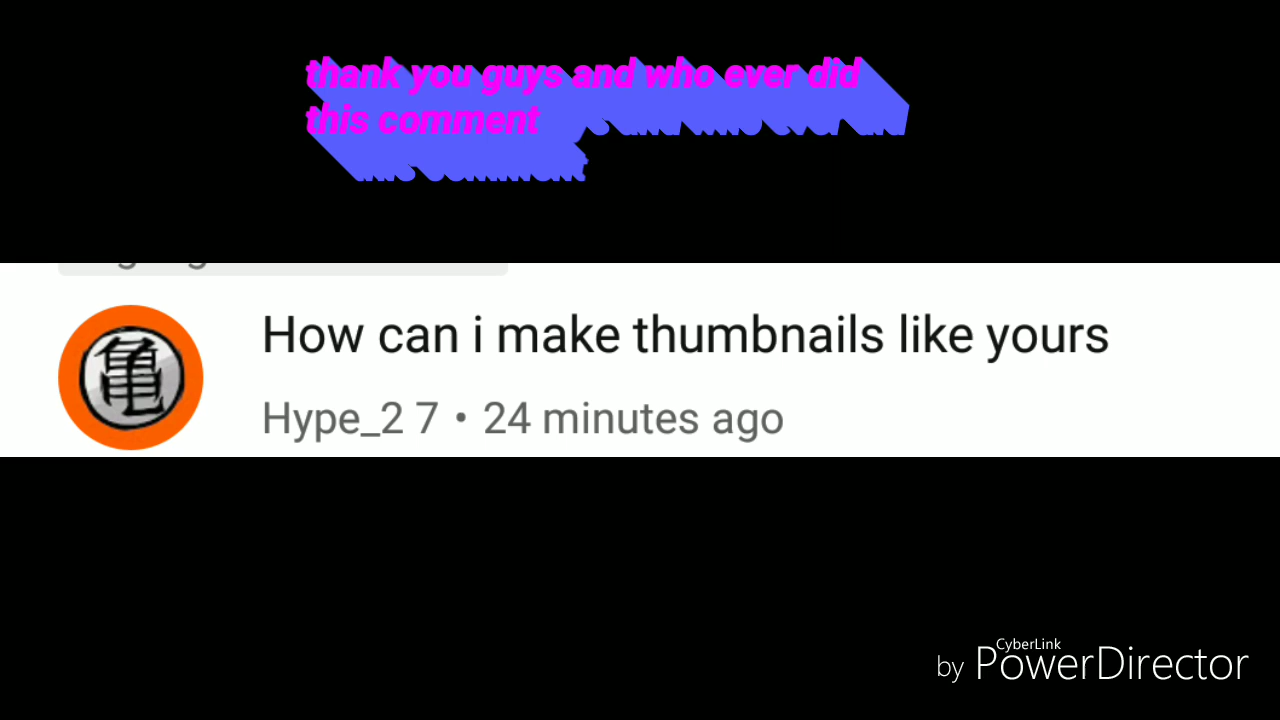 thank you guys and who ever did
this comment
亀
How can i make thumbnails like yours
Hype_2 7 • 24 minutes ago
CyberLink
by PowerDirector